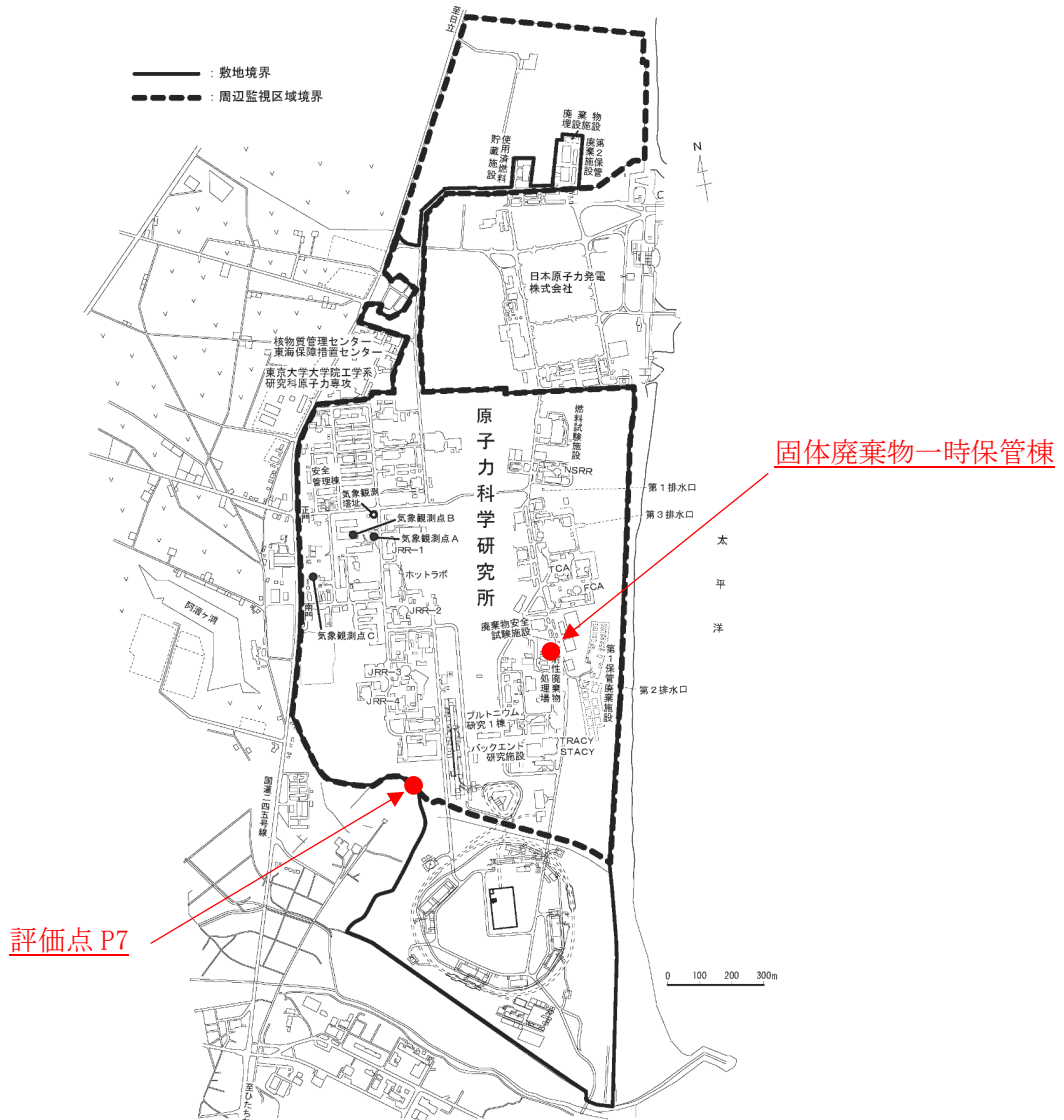 至日立
：敷地境界
：周辺監視区域境界
廃棄物
埋設施設
第2保管
廃棄施設
使用済燃料
貯蔵施設
N
日本原子力発電
株式会社
核物質管理センター
東海保障措置センター
東京大学大学院工学系
研究科原子力専攻
原子力科学研究所
燃料試験施設
NSRR
固体廃棄物一時保管棟
安全
管理棟
気象観測
塔址
正門
気象観測点B
気象観測点A
JRR-1
第1排水口
第3排水口
太平洋
ホットラボ
TCA
FCA
阿漕ヶ浦
南門
気象観測点C
JRR-2
廃棄物安全
試験施設
性廃棄物
処理場
第1保管廃棄施設
JRR-3
JRR-4
第2排水口
プルトニウム
研究1棟
バックエンド
研究施設
TRACY
STACY
国道二四五号線
評価点 P7
0 100 200 300m
至ひたち